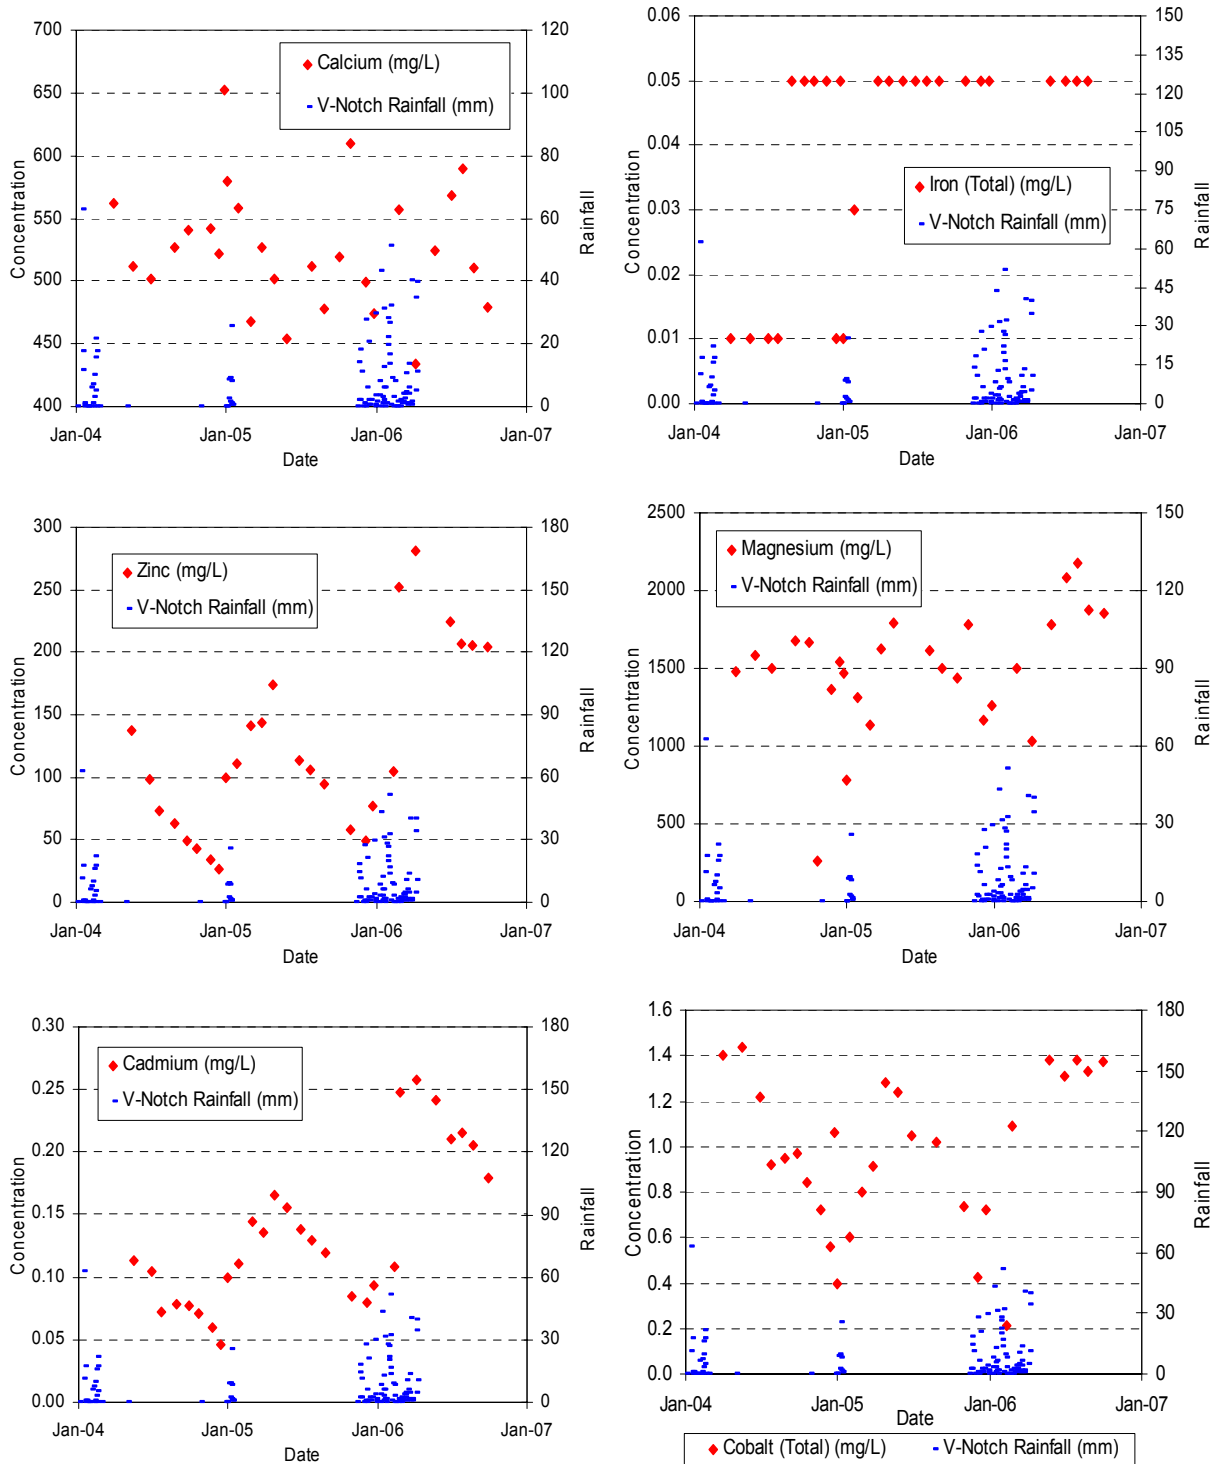 700
650
600
550
500
450
400
Concentration
120
100
80
60
40
20
0
Rainfall
Calcium (mg/L)
V-Notch Rainfall (mm)
Jan-04
Jan-05
Jan-06
Jan-07
Date
0.06
0.05
0.04
0.03
0.02
0.01
0.00
Concentration
150
135
120
105
90
75
60
45
30
15
0
Rainfall
Iron (Total) (mg/L)
V-Notch Rainfall (mm)
Jan-04
Jan-05
Jan-06
Jan-07
Date
300
250
200
150
100
50
0
Concentration
180
150
120
90
60
30
0
Rainfall
Zinc (mg/L)
V-Notch Rainfall (mm)
Jan-04
Jan-05
Jan-06
Jan-07
Date
2500
2000
1500
1000
500
0
Concentration
150
120
90
60
30
0
Rainfall
Magnesium (mg/L)
V-Notch Rainfall (mm)
Jan-04
Jan-05
Jan-06
Jan-07
Date
0.30
0.25
0.20
0.15
0.10
0.05
0.00
Concentration
180
150
120
90
60
30
0
Rainfall
Cadmium (mg/L)
V-Notch Rainfall (mm)
Jan-04
Jan-05
Jan-06
Jan-07
Date
1.6
1.4
1.2
1.0
0.8
0.6
0.4
0.2
0.0
Concentration
180
150
120
90
60
30
0
Rainfall
Jan-04
Jan-05
Jan-06
Jan-07
Date
Cobalt (Total) (mg/L)
V-Notch Rainfall (mm)